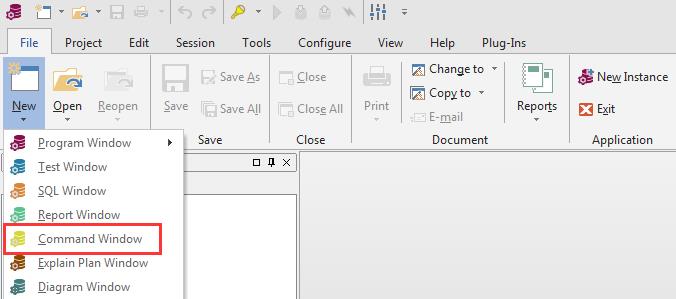 File Project Edit Session Tools Configure View Help Plug-Ins
New Open Reopen Save Save As Save All Close Close All Print Change to Copy to E-mail Reports New Instance Exit
Save Close Document Application
Program Window
Test Window
SQL Window
Report Window
Command Window
Explain Plan Window
Diagram Window